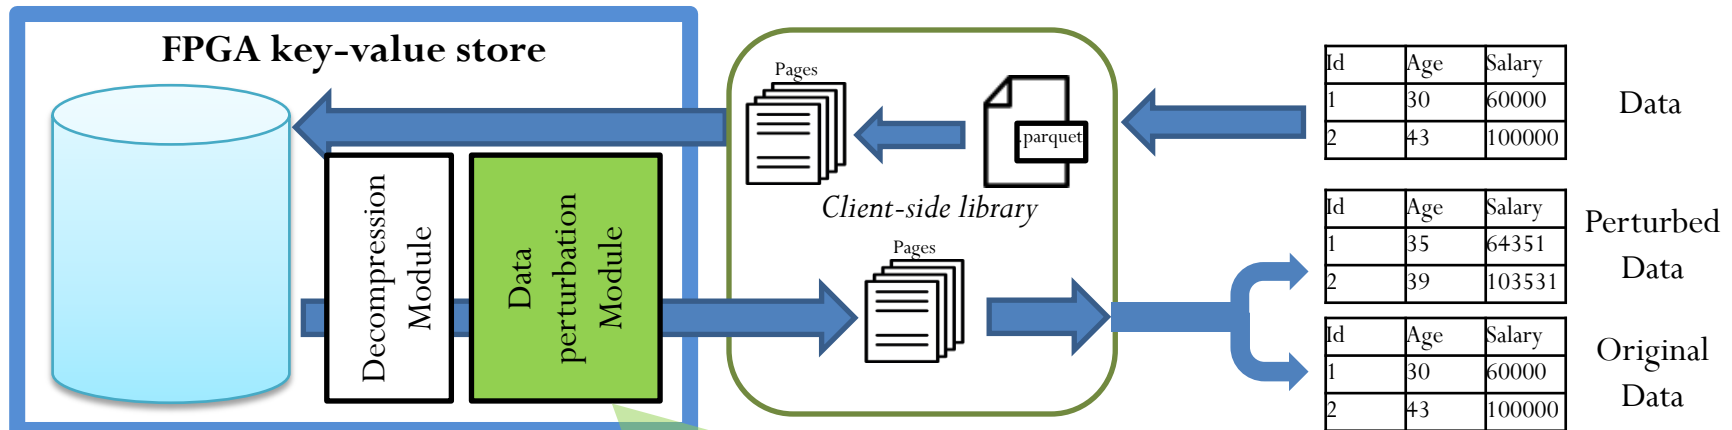 FPGA key-value store
Decompression
Module
Data
perturbation
Module
Pages
.parquet
Client-side library
Pages
Id Age Salary
1 30 60000
2 43 100000
Data
Id Age Salary
1 35 64351
2 39 103531
Perturbed
Data
Id Age Salary
1 30 60000
2 43 100000
Original
Data